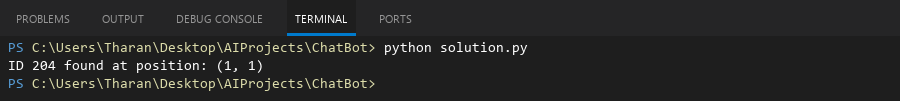 PROBLEMS OUTPUT DEBUG CONSOLE TERMINAL PORTS
PS C:\Users\Tharan\Desktop\AIProjects\ChatBot> python solution.py
ID 204 found at position: (1, 1)
PS C:\Users\Tharan\Desktop\AIProjects\ChatBot>